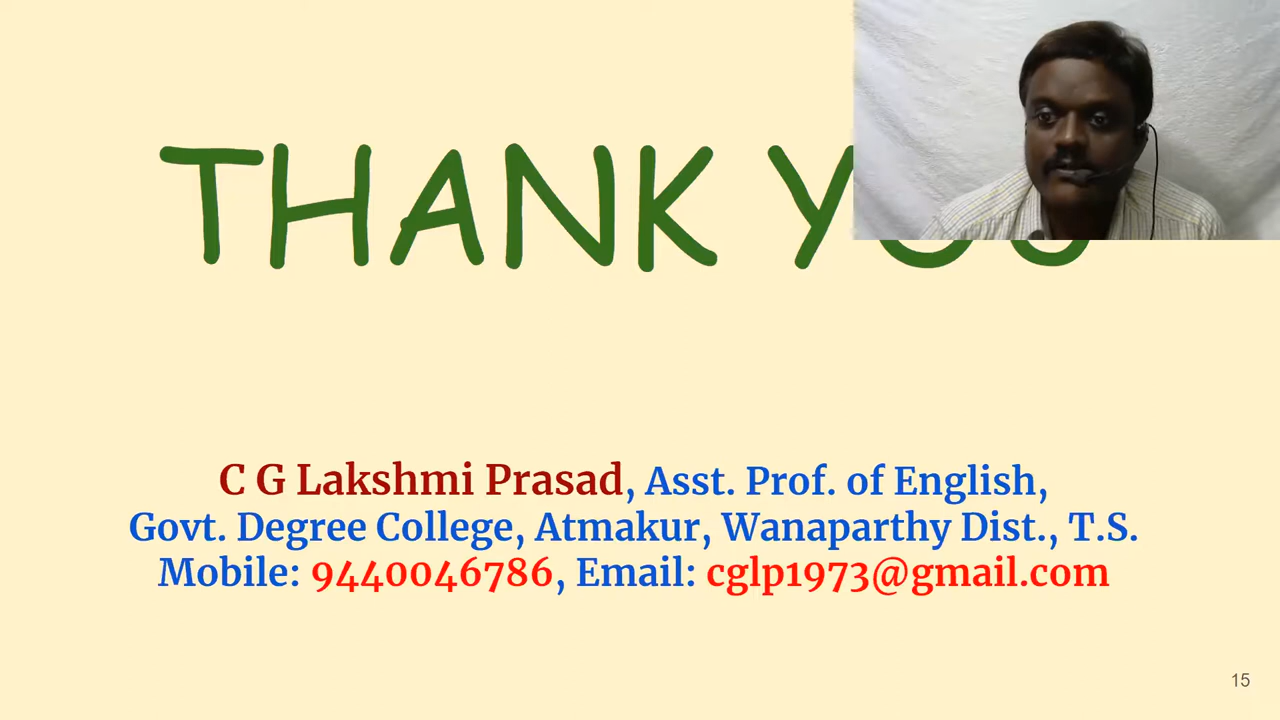 THANK YOU
C G Lakshmi Prasad, Asst. Prof. of English,
Govt. Degree College, Atmakur, Wanaparthy Dist., T.S.
Mobile: 9440046786, Email: cglp1973@gmail.com
15